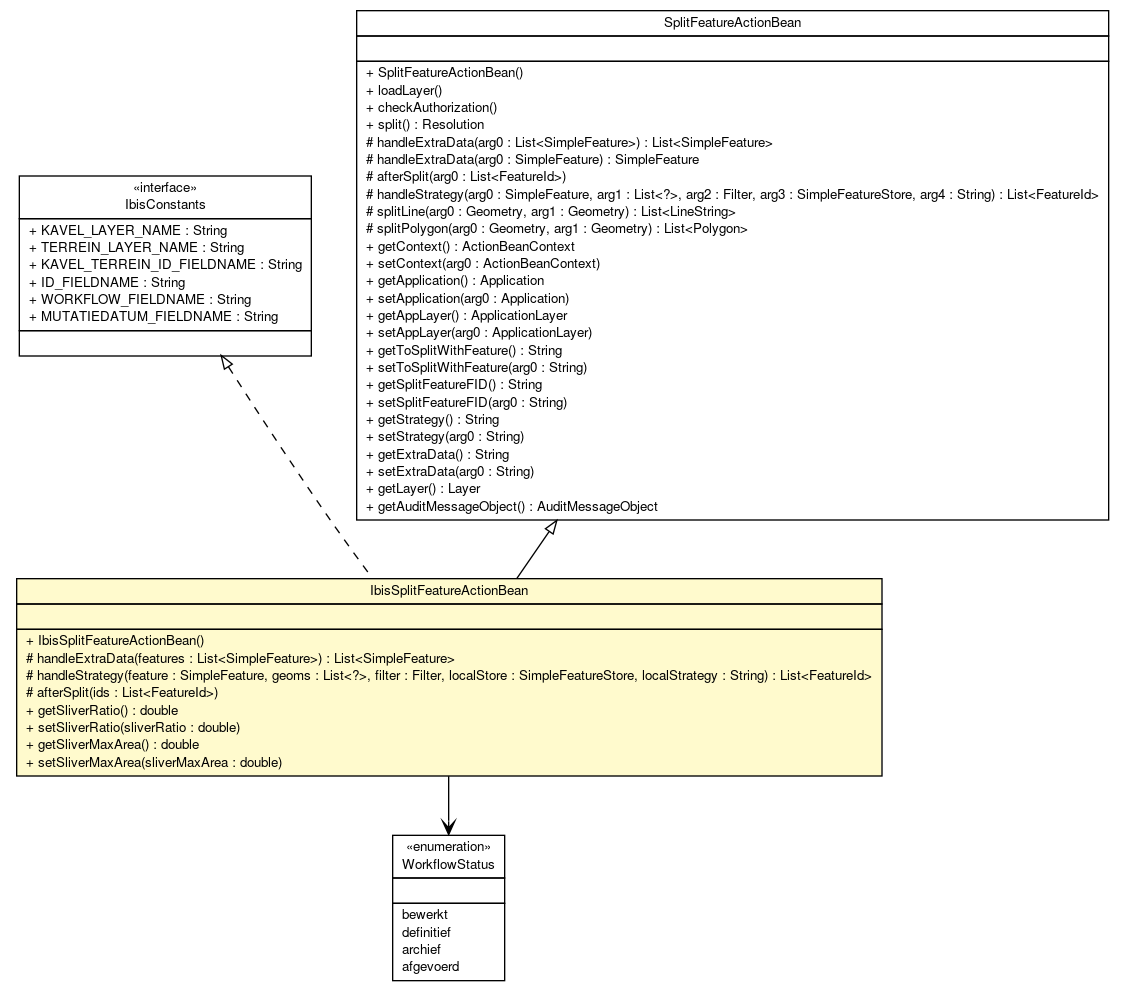 SplitFeatureActionBean
+ SplitFeatureActionBean()
+ loadLayer()
+ checkAuthorization()
+ split() : Resolution
# handleExtraData(arg0 : List<SimpleFeature>) : List<SimpleFeature>
# handleExtraData(arg0 : SimpleFeature) : SimpleFeature
# afterSplit(arg0 : List<FeatureId>)
# handleStrategy(arg0 : SimpleFeature, arg1 : List<?>, arg2 : Filter, arg3 : SimpleFeatureStore, arg4 : String) : List<FeatureId>
# splitLine(arg0 : Geometry, arg1 : Geometry) : List<LineString>
# splitPolygon(arg0 : Geometry, arg1 : Geometry) : List<Polygon>
+ getContext() : ActionBeanContext
+ setContext(arg0 : ActionBeanContext)
+ getApplication() : Application
+ setApplication(arg0 : Application)
+ getAppLayer() : ApplicationLayer
+ setAppLayer(arg0 : ApplicationLayer)
+ getToSplitWithFeature() : String
+ setToSplitWithFeature(arg0 : String)
+ getSplitFeatureFID() : String
+ setSplitFeatureFID(arg0 : String)
+ getStrategy() : String
+ setStrategy(arg0 : String)
+ getExtraData() : String
+ setExtraData(arg0 : String)
+ getLayer() : Layer
+ getAuditMessageObject() : AuditMessageObject
«interface»
IbisConstants
+ KAVEL_LAYER_NAME : String
+ TERREIN_LAYER_NAME : String
+ KAVEL_TERREIN_ID_FIELDNAME : String
+ ID_FIELDNAME : String
+ WORKFLOW_FIELDNAME : String
+ MUTATIEDATUM_FIELDNAME : String
IbisSplitFeatureActionBean
+ IbisSplitFeatureActionBean()
# handleExtraData(features : List<SimpleFeature>) : List<SimpleFeature>
# handleStrategy(feature : SimpleFeature, geoms : List<?>, filter : Filter, localStore : SimpleFeatureStore, localStrategy : String) : List<FeatureId>
# afterSplit(ids : List<FeatureId>)
+ getSliverRatio() : double
+ setSliverRatio(sliverRatio : double)
+ getSliverMaxArea() : double
+ setSliverMaxArea(sliverMaxArea : double)
«enumeration»
WorkflowStatus
bewerkt
definitief
archief
afgevoerd